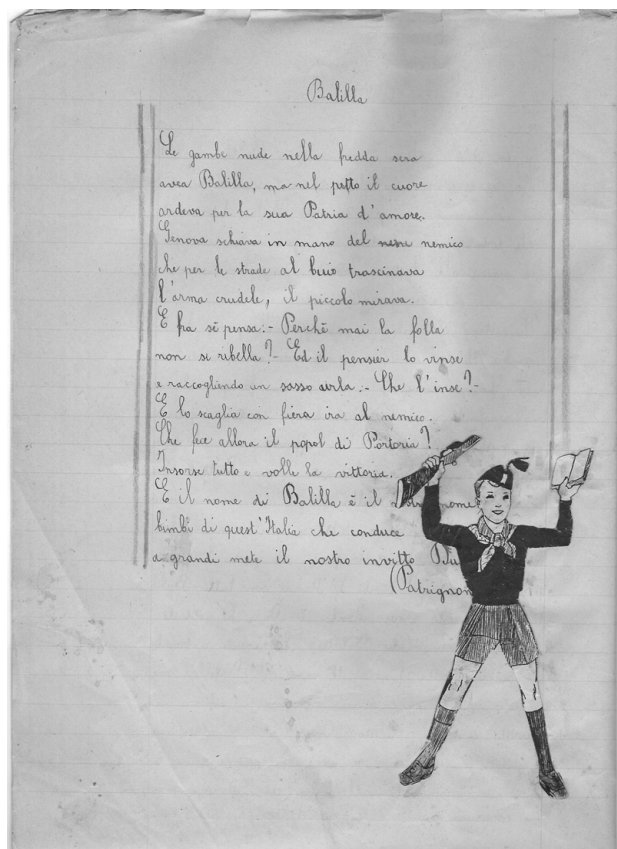 Balilla
Le gambe nude nella fredda sera
avea Balilla, ma nel petto il cuore
ardeva per la sua Patria d'amore.
Genova schiava in mano del nemico
che per le strade al buio trascinava
l'arma crudele, il piccolo mirava.
E fra sè pensa: - Perchè mai la folla
non si ribella? - Ed il pensier lo vinse
e raccogliendo un sasso urla: - Che l'inse? -
E lo scaglia con fiera ira al nemico.
Che fece allora il popol di Portoria?
Insorse tutto e volle la vittoria.
E il nome di Balilla è il nome
bimbi di quest'Italia che conduce
a grandi mete il nostro invitto
(Patrignon